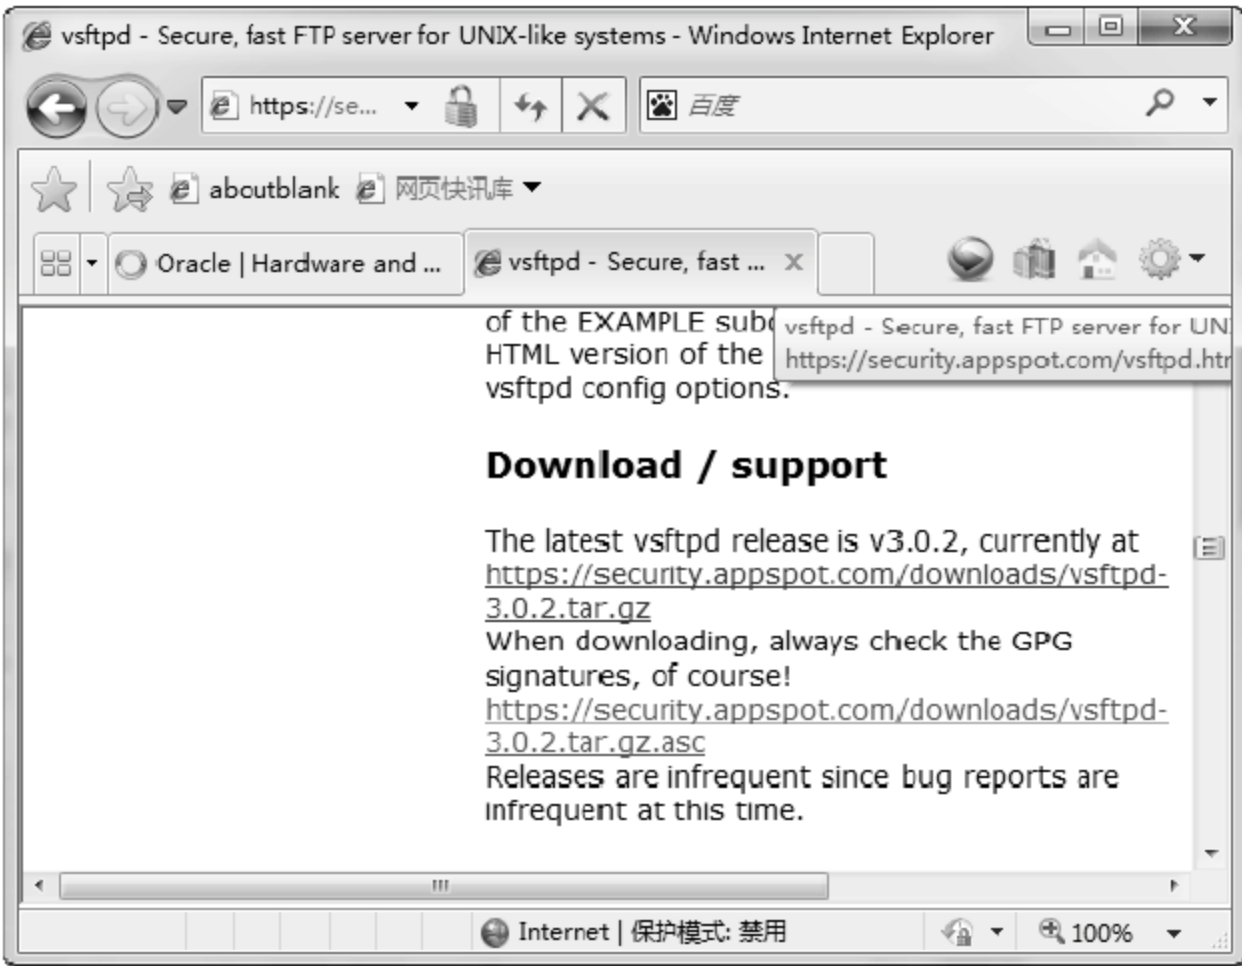 vsftpd - Secure, fast FTP server for UNIX-like systems - Windows Internet Explorer
https://se... 百度
aboutblank 网页快讯库
Oracle | Hardware and ... vsftpd - Secure, fast ... X
of the EXAMPLE
vsftpd - Secure, fast FTP server for
HTML version of the
https://security.appspot.com/vsftpd.htr
vsftpd config options.
Download / support
The latest vsftpd release is v3.0.2, currently at
https://security.appspot.com/downloads/vsftpd-
3.0.2.tar.gz
When downloading, always check the GPG
signatures, of course!
https://security.appspot.com/downloads/vsftpd-
3.0.2.tar.gz.asc
Releases are infrequent since bug reports are
infrequent at this time.
Internet | 保护模式: 禁用
100%